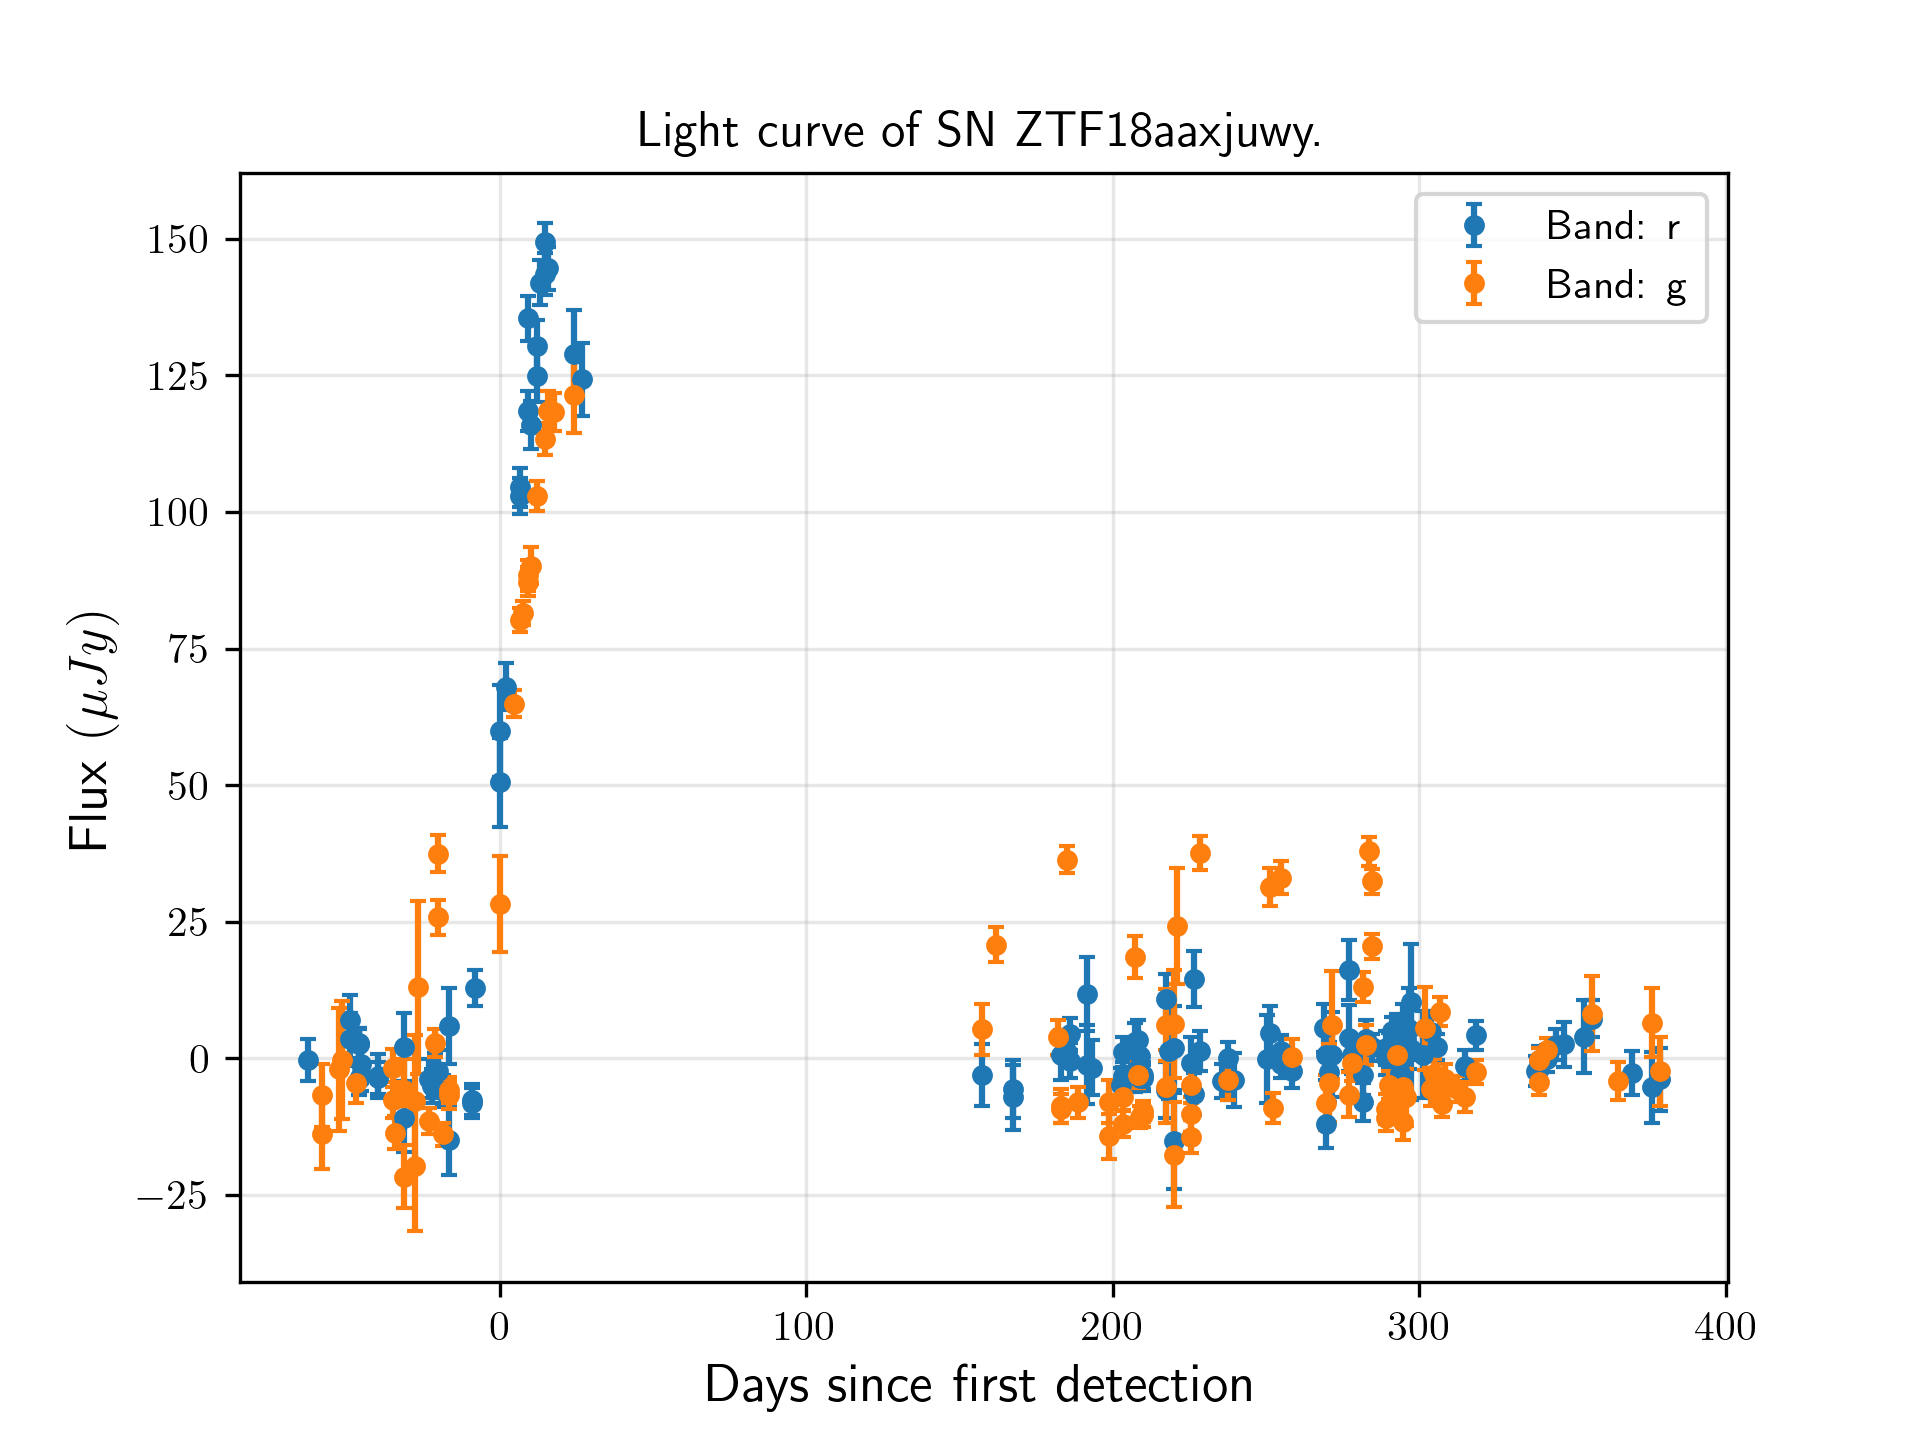 Light curve of SN ZTF18aaxjuwy.
Band: r
Band: g
150
125
100
75
50
25
0
−25
Flux (μJy)
0 100 200 300 400
Days since first detection